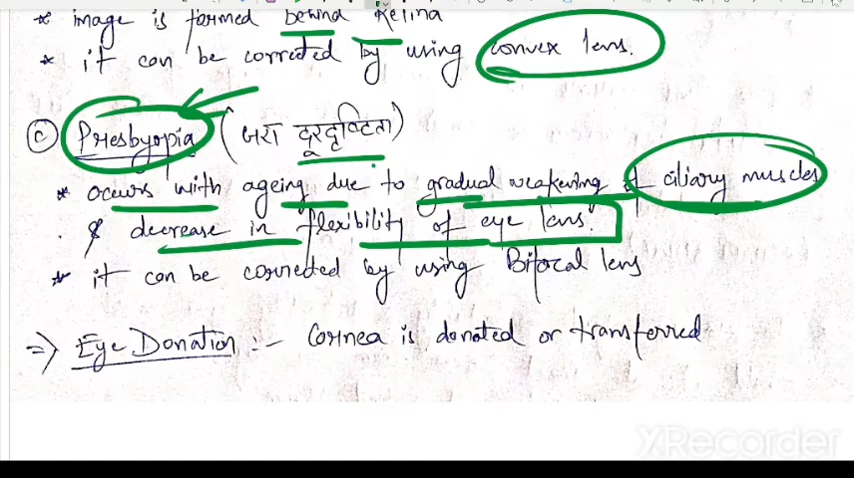 * image is formed behind Retina
* it can be corrected by using convex lens.
Ⓒ Presbyopia (जरा दूरदृष्टिता)
* occurs with ageing due to gradual weakening of ciliary muscles
& decrease in flexibility of eye lens.
* it can be corrected by using Bifocal lens
=> Eye Donation :- Cornea is donated or transferred
XRecorder